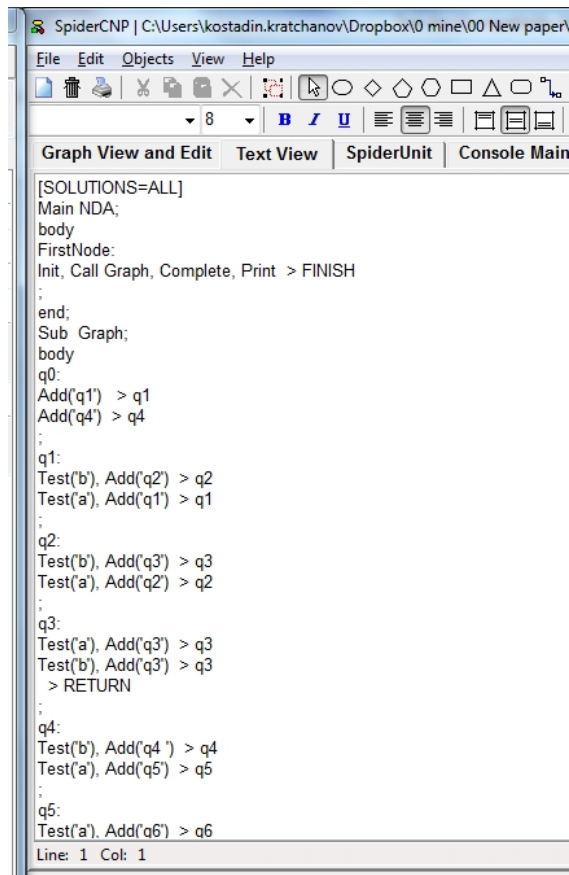 SpiderCNP | C:\Users\kostadin.kratchanov\Dropbox\0 mine\00 New paper\
File Edit Objects View Help
8 B I U
Graph View and Edit Text View SpiderUnit Console Main
[SOLUTIONS=ALL]
Main NDA;
body
FirstNode:
Init, Call Graph, Complete, Print > FINISH
;
end;
Sub Graph;
body
q0:
Add('q1') > q1
Add('q4') > q4
;
q1:
Test('b'), Add('q2') > q2
Test('a'), Add('q1') > q1
;
q2:
Test('b'), Add('q3') > q3
Test('a'), Add('q2') > q2
;
q3:
Test('a'), Add('q3') > q3
Test('b'), Add('q3') > q3
> RETURN
;
q4:
Test('b'), Add('q4 ') > q4
Test('a'), Add('q5') > q5
;
q5:
Test('a'), Add('q6') > q6
Line: 1 Col: 1